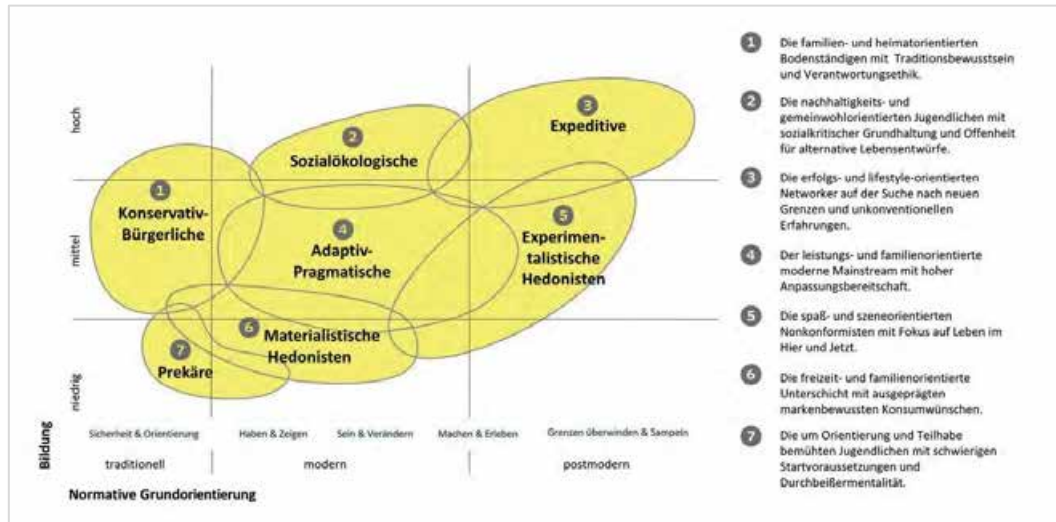 hoch
mittel
niedrig
Bildung
3
Expeditive
2
Sozialökologische
1
Konservativ-
Bürgerliche
4
Adaptiv-
Pragmatische
5
Experimen-
talistische
Hedonisten
6
Materialistische
Hedonisten
7
Prekäre
Sicherheit & Orientierung
Haben & Zeigen
Sein & Verändern
Machen & Erleben
Grenzen überwinden & Sampeln
traditionell
modern
postmodern
Normative Grundorientierung
1
Die familien- und heimatorientierten
Bodenständigen mit Traditionsbewusstsein
und Verantwortungsethik.
2
Die nachhaltigkeits- und
gemeinwohlorientierten Jugendlichen mit
sozialkritischer Grundhaltung und Offenheit
für alternative Lebensentwürfe.
3
Die erfolgs- und lifestyle-orientierten
Networker auf der Suche nach neuen
Grenzen und unkonventionellen
Erfahrungen.
4
Der leistungs- und familienorientierte
moderne Mainstream mit hoher
Anpassungsbereitschaft.
5
Die spaß- und szeneorientierten
Nonkonformisten mit Fokus auf Leben im
Hier und Jetzt.
6
Die freizeit- und familienorientierte
Unterschicht mit ausgeprägten
markenbewussten Konsumwünschen.
7
Die um Orientierung und Teilhabe
bemühten Jugendlichen mit schwierigen
Startvoraussetzungen und
Durchbeißermentalität.